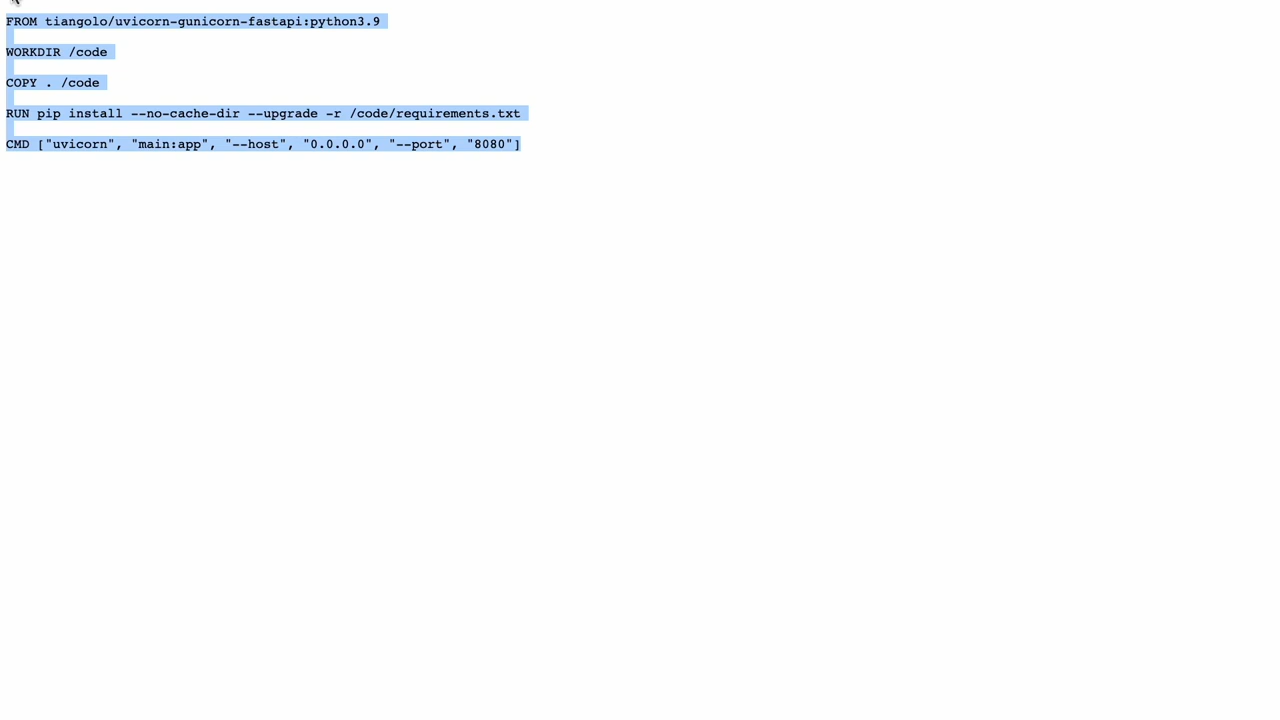 FROM tiangolo/uvicorn-gunicorn-fastapi:python3.9
WORKDIR /code
COPY . /code
RUN pip install --no-cache-dir --upgrade -r /code/requirements.txt
CMD ["uvicorn", "main:app", "--host", "0.0.0.0", "--port", "8080"]